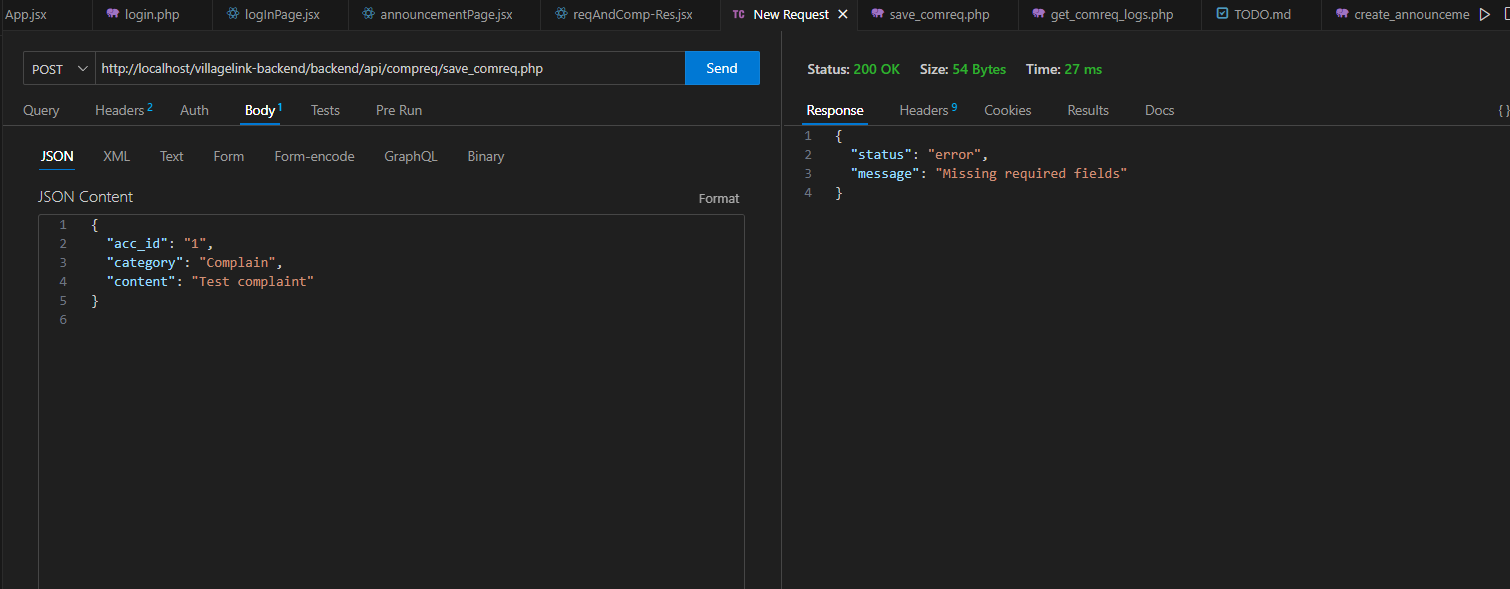 App.jsx login.php logInPage.jsx announcementPage.jsx reqAndComp-Res.jsx TC New Request save_comreq.php get_comreq_logs.php TODO.md create_announceme
POST http://localhost/villagelink-backend/backend/api/compreq/save_comreq.php Send
Query Headers 2 Auth Body 1 Tests Pre Run
JSON XML Text Form Form-encode GraphQL Binary
JSON Content Format
1 {
2 "acc_id": "1",
3 "category": "Complain",
4 "content": "Test complaint"
5 }
6
Status: 200 OK Size: 54 Bytes Time: 27 ms
Response Headers 9 Cookies Results Docs { }
1 {
2 "status": "error",
3 "message": "Missing required fields"
4 }